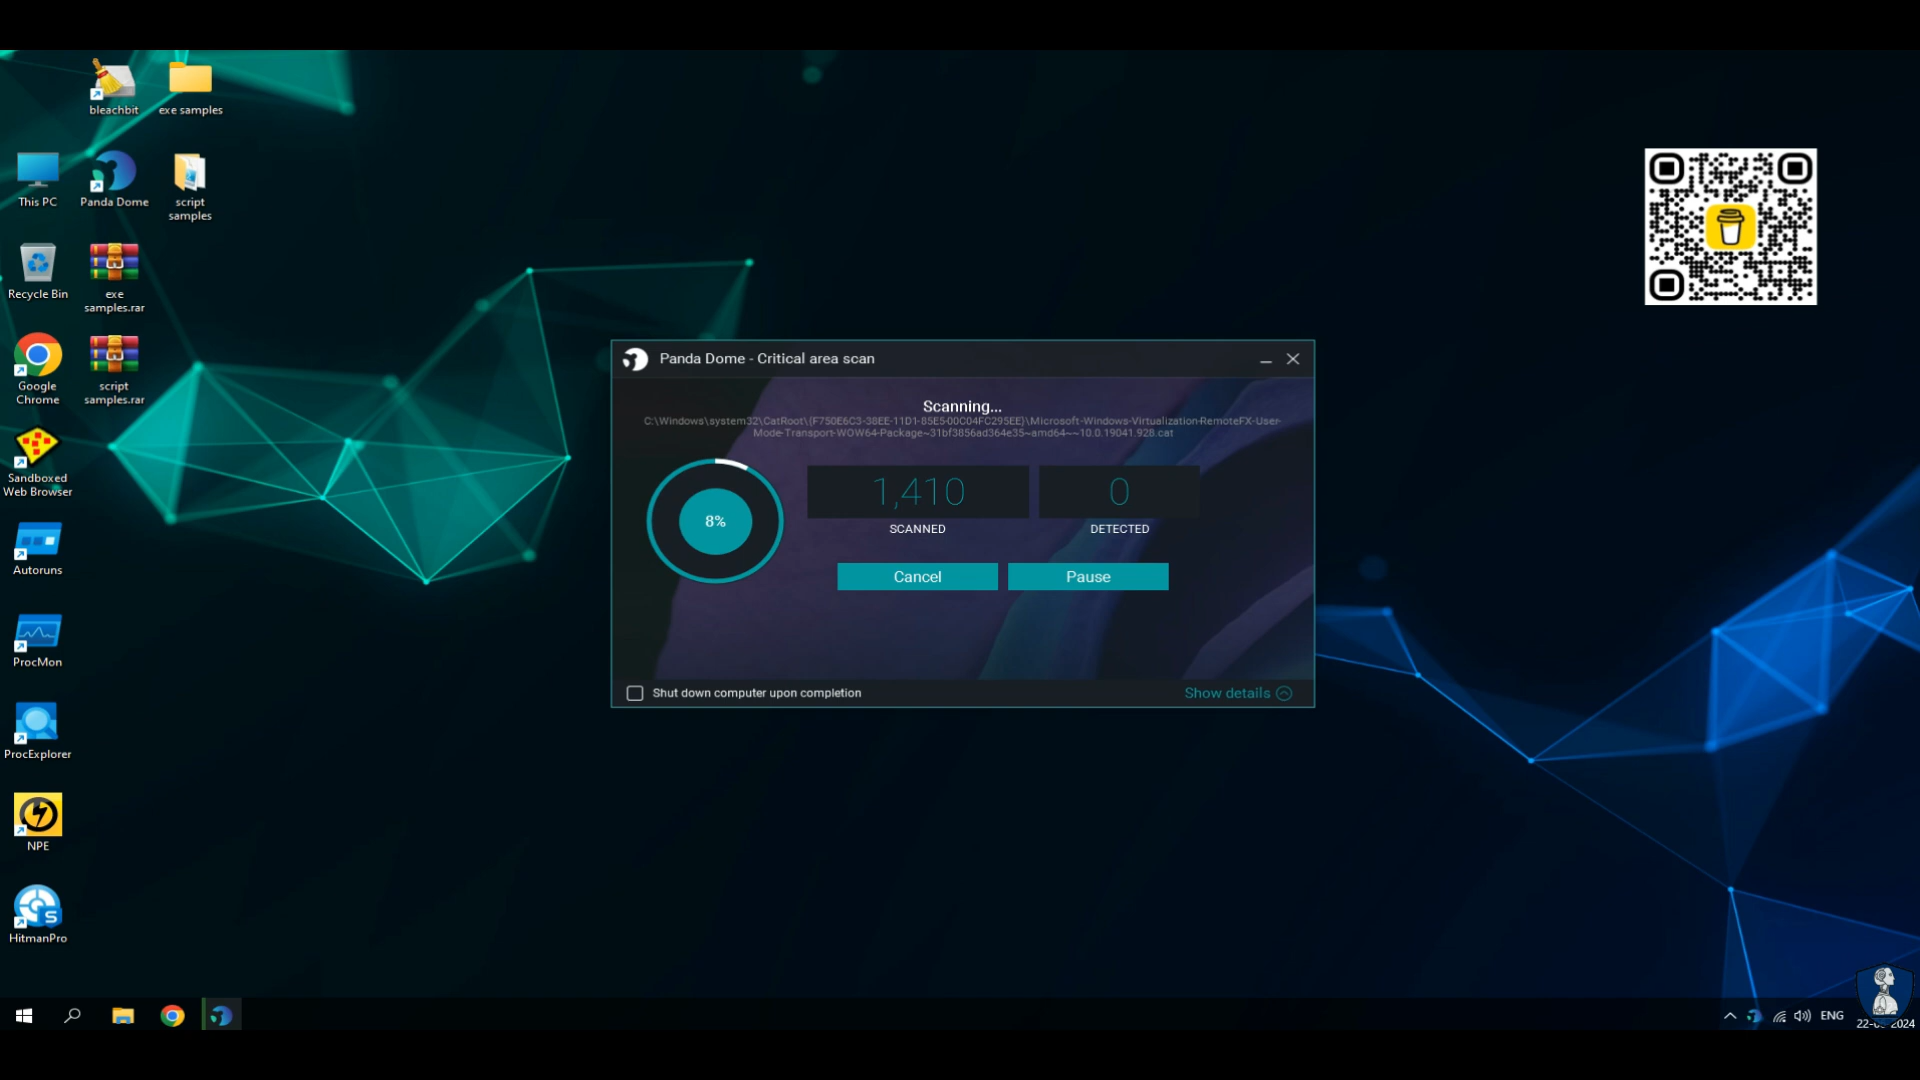 bleachbit
exe samples
This PC
Panda Dome
script
samples
Recycle Bin
exe
samples.rar
Google
Chrome
script
samples.rar
Sandboxed
Web Browser
Autoruns
ProcMon
ProcExplorer
NPE
HitmanPro
Panda Dome - Critical area scan
Scanning...
C:\Windows\system32\CatRoot\{F750E6C3-38EE-11D1-85E5-00C04FC295EE}\Microsoft-Windows-Virtualization-RemoteFX-User-
Mode-Transport-WOW64-Package~31bf3856ad364e35~amd64~~10.0.19041.928.cat
8%
1,410
0
SCANNED
DETECTED
Cancel
Pause
Shut down computer upon completion
Show details
ENG